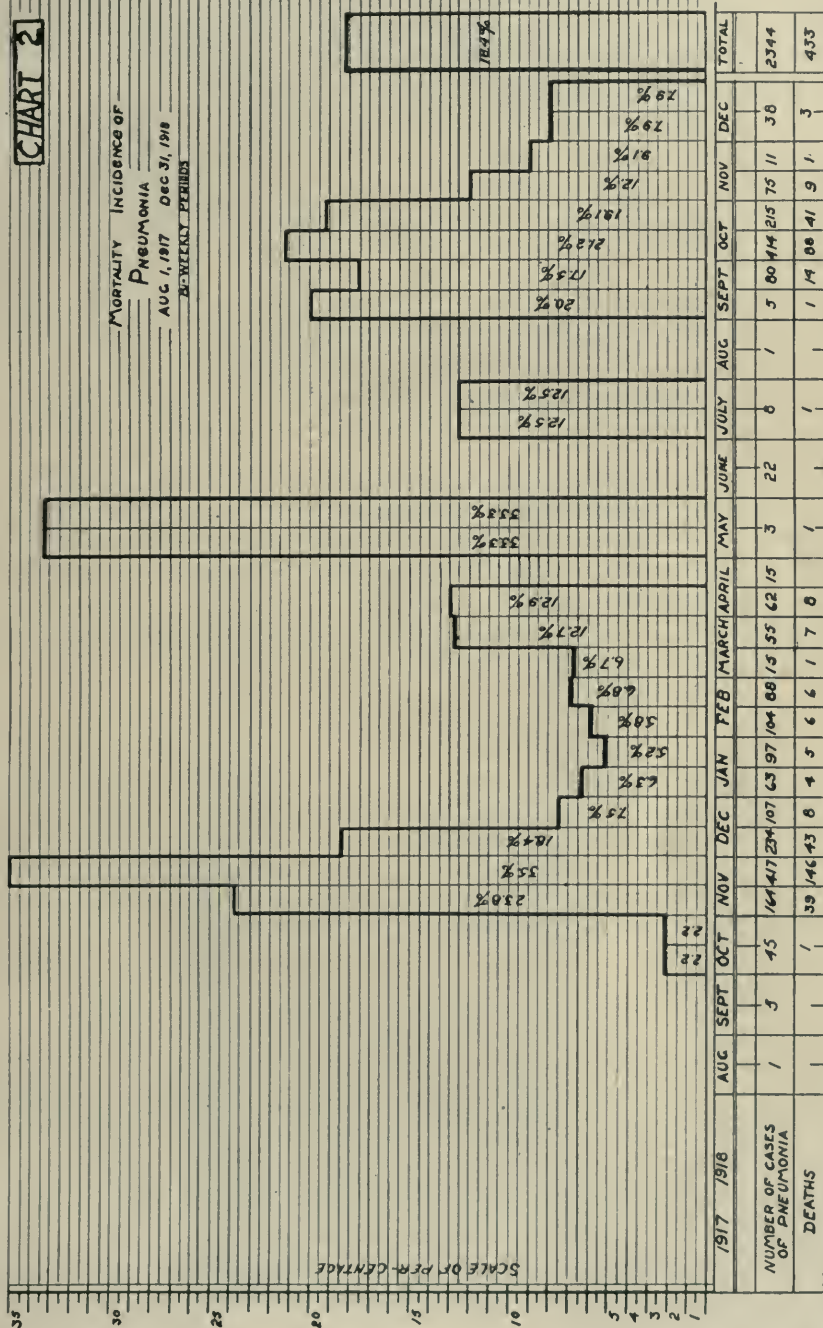 CHART 2
MORTALITY INCIDENCE OF
PNEUMONIA
AUG 1, 1917 DEC 31, 1918
BI-WEEKLY PERIODS
SCALE OF PER-CENTAGE
35
30
25
20
15
10
5
4
3
2
1
2.2 2.2 23.8% 35% 18.4% 7.5% 6.3% 5.2% 5.8% 6.8% 6.7% 12.7% 12.9% 33.3% 33.3% 12.5% 12.5% 20.% 17.5% 21.2% 19.1% 12.% 9.1% 7.9% 7.9% 18.4%
1917 1918 AUG SEPT OCT NOV DEC JAN FEB MARCH APRIL MAY JUNE JULY AUG SEPT OCT NOV DEC TOTAL
NUMBER OF CASES
OF PNEUMONIA 1 3 45 164 417 234 107 63 97 104 88 15 55 62 15 3 22 8 1 5 80 414 215 75 11 38 2344
DEATHS 1 39 146 43 8 4 5 6 6 1 7 8 1 1 1 14 88 41 9 1 3 433